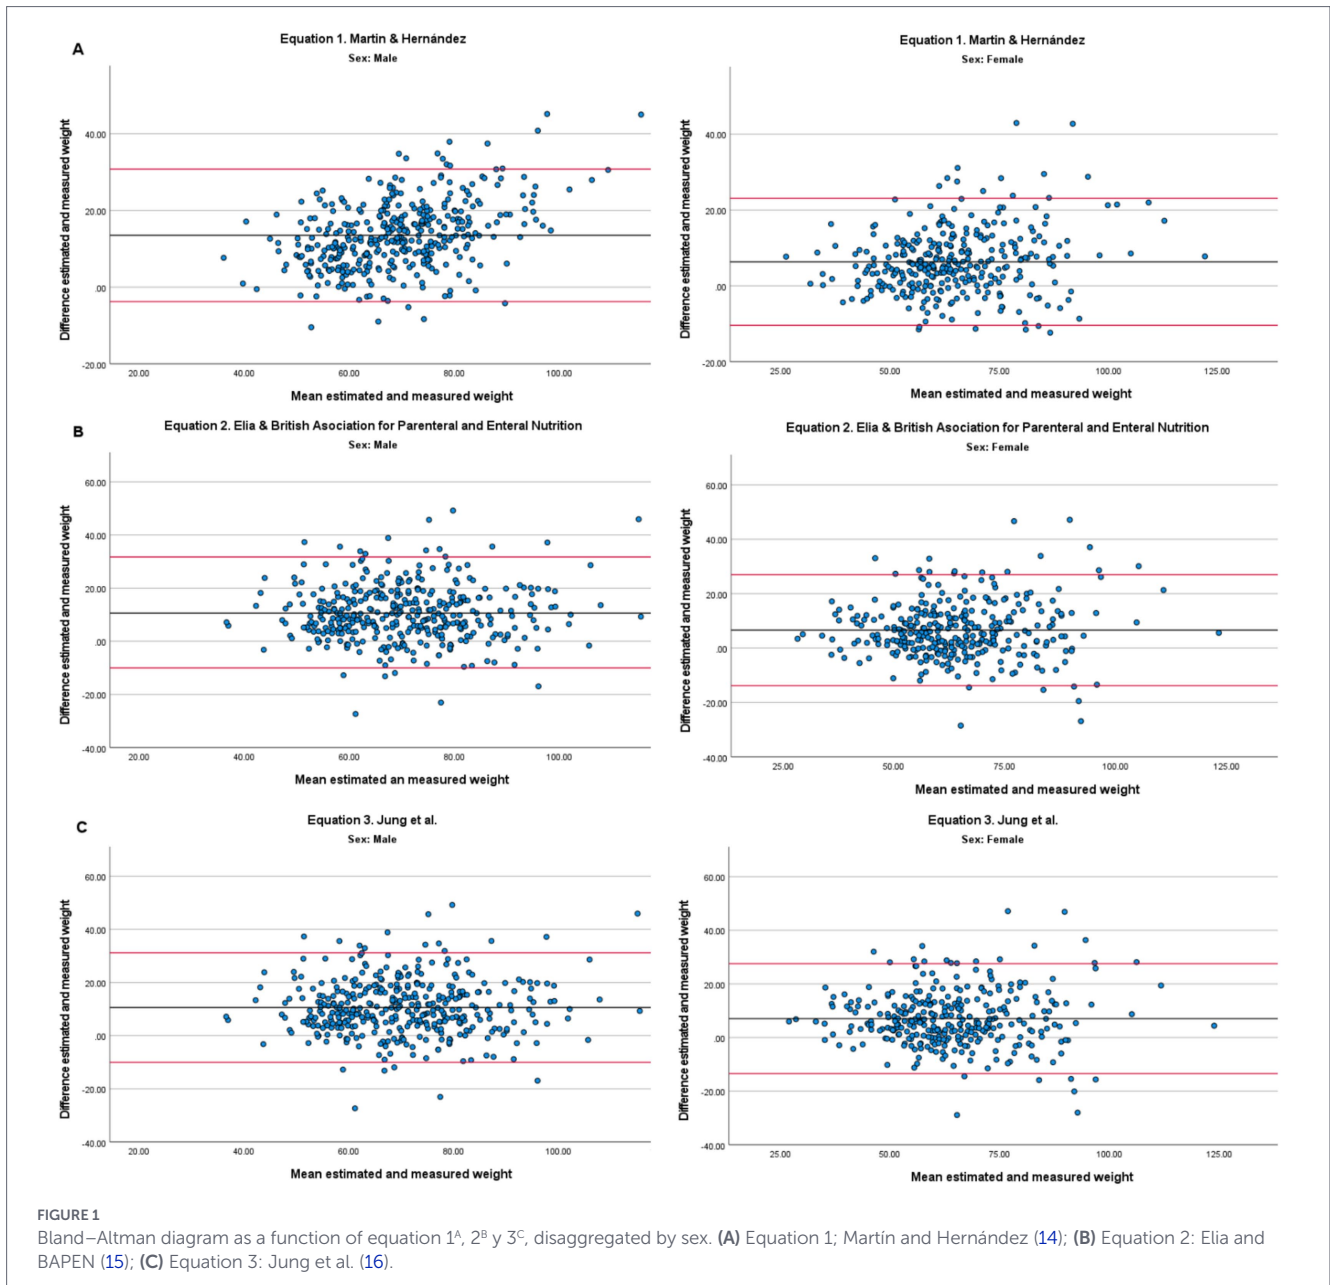 A
Equation 1. Martin & Hernández
Sex: Male
Difference estimated and measured weight
40.00
20.00
.00
-20.00
20.00 40.00 60.00 80.00 100.00
Mean estimated and measured weight
Equation 1. Martin & Hernández
Sex: Female
Difference estimated and measured weight
40.00
20.00
.00
-20.00
25.00 50.00 75.00 100.00 125.00
Mean estimated and measured weight
B
Equation 2. Elia & British Asociation for Parenteral and Enteral Nutrition
Sex: Male
Difference estimated and measured weight
60.00
40.00
20.00
.00
-20.00
-40.00
20.00 40.00 60.00 80.00 100.00
Mean estimated an measured weight
Equation 2. Elia & British Asociation for Parenteral and Enteral Nutrition
Sex: Female
Difference estimated and measured weight
60.00
40.00
20.00
.00
-20.00
-40.00
25.00 50.00 75.00 100.00 125.00
Mean estimated and measured weight
C
Equation 3. Jung et al.
Sex: Male
Difference estimated and measured weight
60.00
40.00
20.00
.00
-20.00
-40.00
20.00 40.00 60.00 80.00 100.00
Mean estimated and measured weight
Equation 3. Jung et al.
Sex: Female
Difference estimated and measured weight
60.00
40.00
20.00
.00
-20.00
-40.00
25.00 50.00 75.00 100.00 125.00
Mean estimated and measured weight
FIGURE 1
Bland–Altman diagram as a function of equation 1ᴬ, 2ᴮ y 3ᶜ, disaggregated by sex. (A) Equation 1; Martín and Hernández (14); (B) Equation 2: Elia and
BAPEN (15); (C) Equation 3: Jung et al. (16).